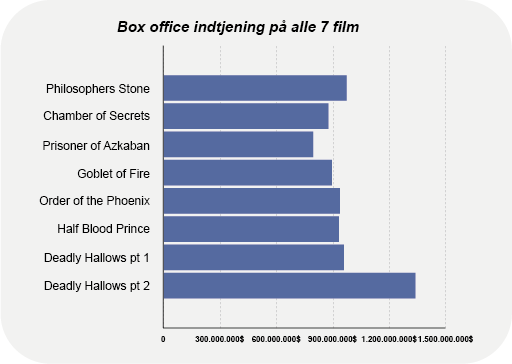 Box office indtjening på alle 7 film
Philosophers Stone
Chamber of Secrets
Prisoner of Azkaban
Goblet of Fire
Order of the Phoenix
Half Blood Prince
Deadly Hallows pt 1
Deadly Hallows pt 2
0 300.000.000$ 600.000.000$ 900.000.000$ 1.200.000.000$ 1.500.000.000$